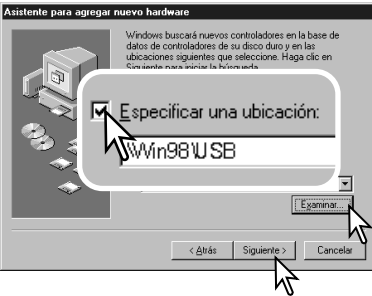 Asistente para agregar nuevo hardware
Windows buscará nuevos controladores en la base de
datos de controladores de su disco duro y en las
ubicaciones siguientes que seleccione. Haga clic en
Siguiente para iniciar la búsqueda.
Especificar una ubicación:
\Win98\USB
Examinar...
< Atrás
Siguiente >
Cancelar